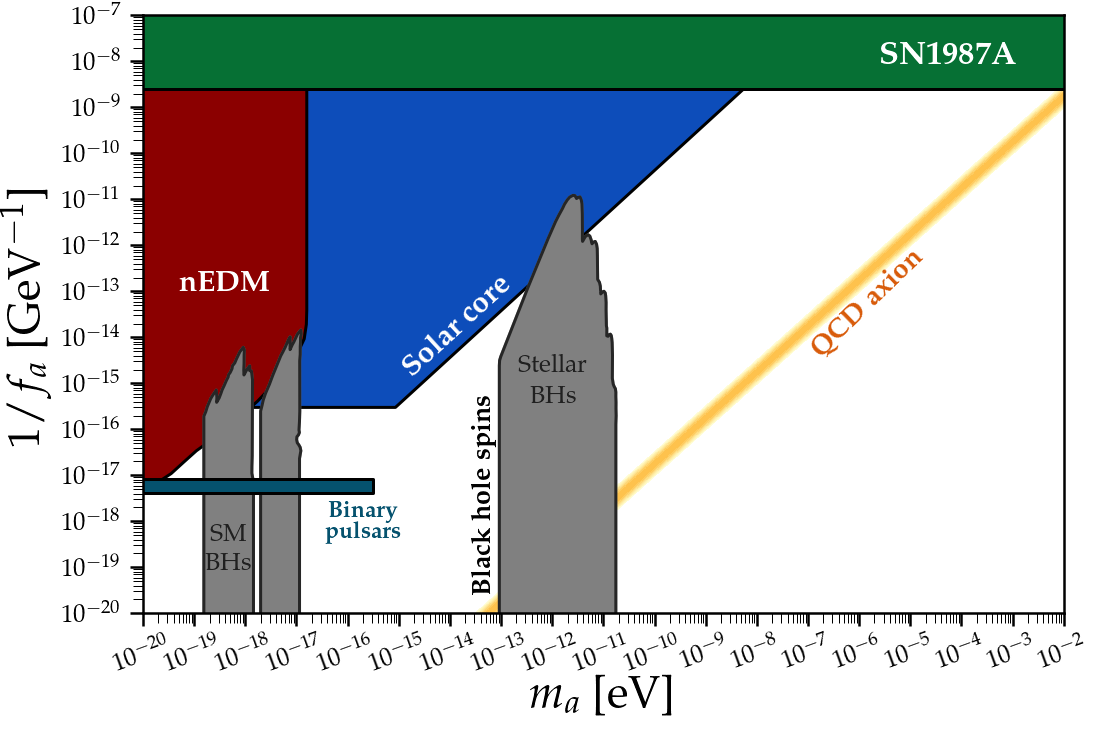 10⁻⁷
10⁻⁸
10⁻⁹
10⁻¹⁰
10⁻¹¹
10⁻¹²
10⁻¹³
10⁻¹⁴
10⁻¹⁵
10⁻¹⁶
10⁻¹⁷
10⁻¹⁸
10⁻¹⁹
10⁻²⁰
1/fₐ [GeV⁻¹]
SN1987A
nEDM
Solar core
QCD axion
Stellar
BHs
Black hole spins
Binary
pulsars
SM
BHs
10⁻²⁰ 10⁻¹⁹ 10⁻¹⁸ 10⁻¹⁷ 10⁻¹⁶ 10⁻¹⁵ 10⁻¹⁴ 10⁻¹³ 10⁻¹² 10⁻¹¹ 10⁻¹⁰ 10⁻⁹ 10⁻⁸ 10⁻⁷ 10⁻⁶ 10⁻⁵ 10⁻⁴ 10⁻³ 10⁻²
mₐ [eV]